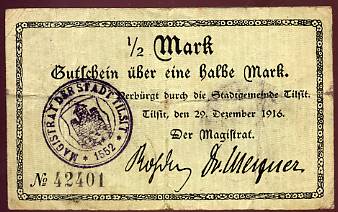 1/2 Mark
Gutschein über eine halbe Mark.
Verbürgt durch die Stadtgemeinde Tilsit.
Tilsit, den 29. Dezember 1916.
Der Magistrat.
MAGISTRAT DER STADT TILSIT.
* 1552 *
№ 42401